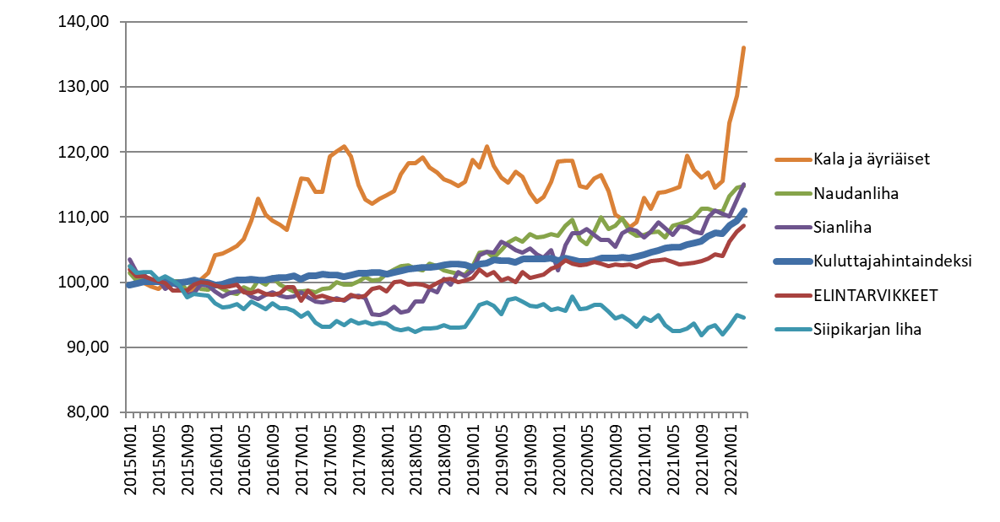 140,00
130,00
120,00
110,00
100,00
90,00
80,00
2015M01
2015M05
2015M09
2016M01
2016M05
2016M09
2017M01
2017M05
2017M09
2018M01
2018M05
2018M09
2019M01
2019M05
2019M09
2020M01
2020M05
2020M09
2021M01
2021M05
2021M09
2022M01
Kala ja äyriäiset
Naudanliha
Sianliha
Kuluttajahintaindeksi
ELINTARVIKKEET
Siipikarjan liha